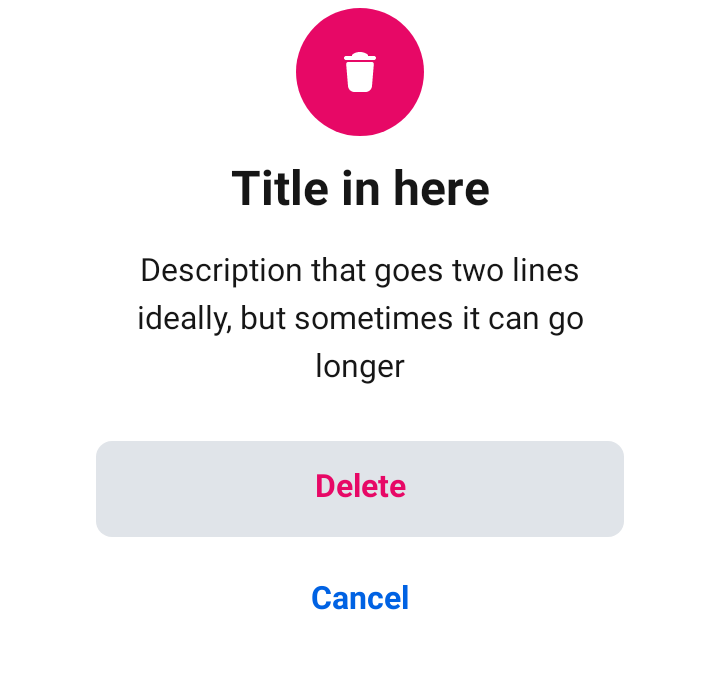 Title in here
Description that goes two lines
ideally, but sometimes it can go
longer
Delete
Cancel